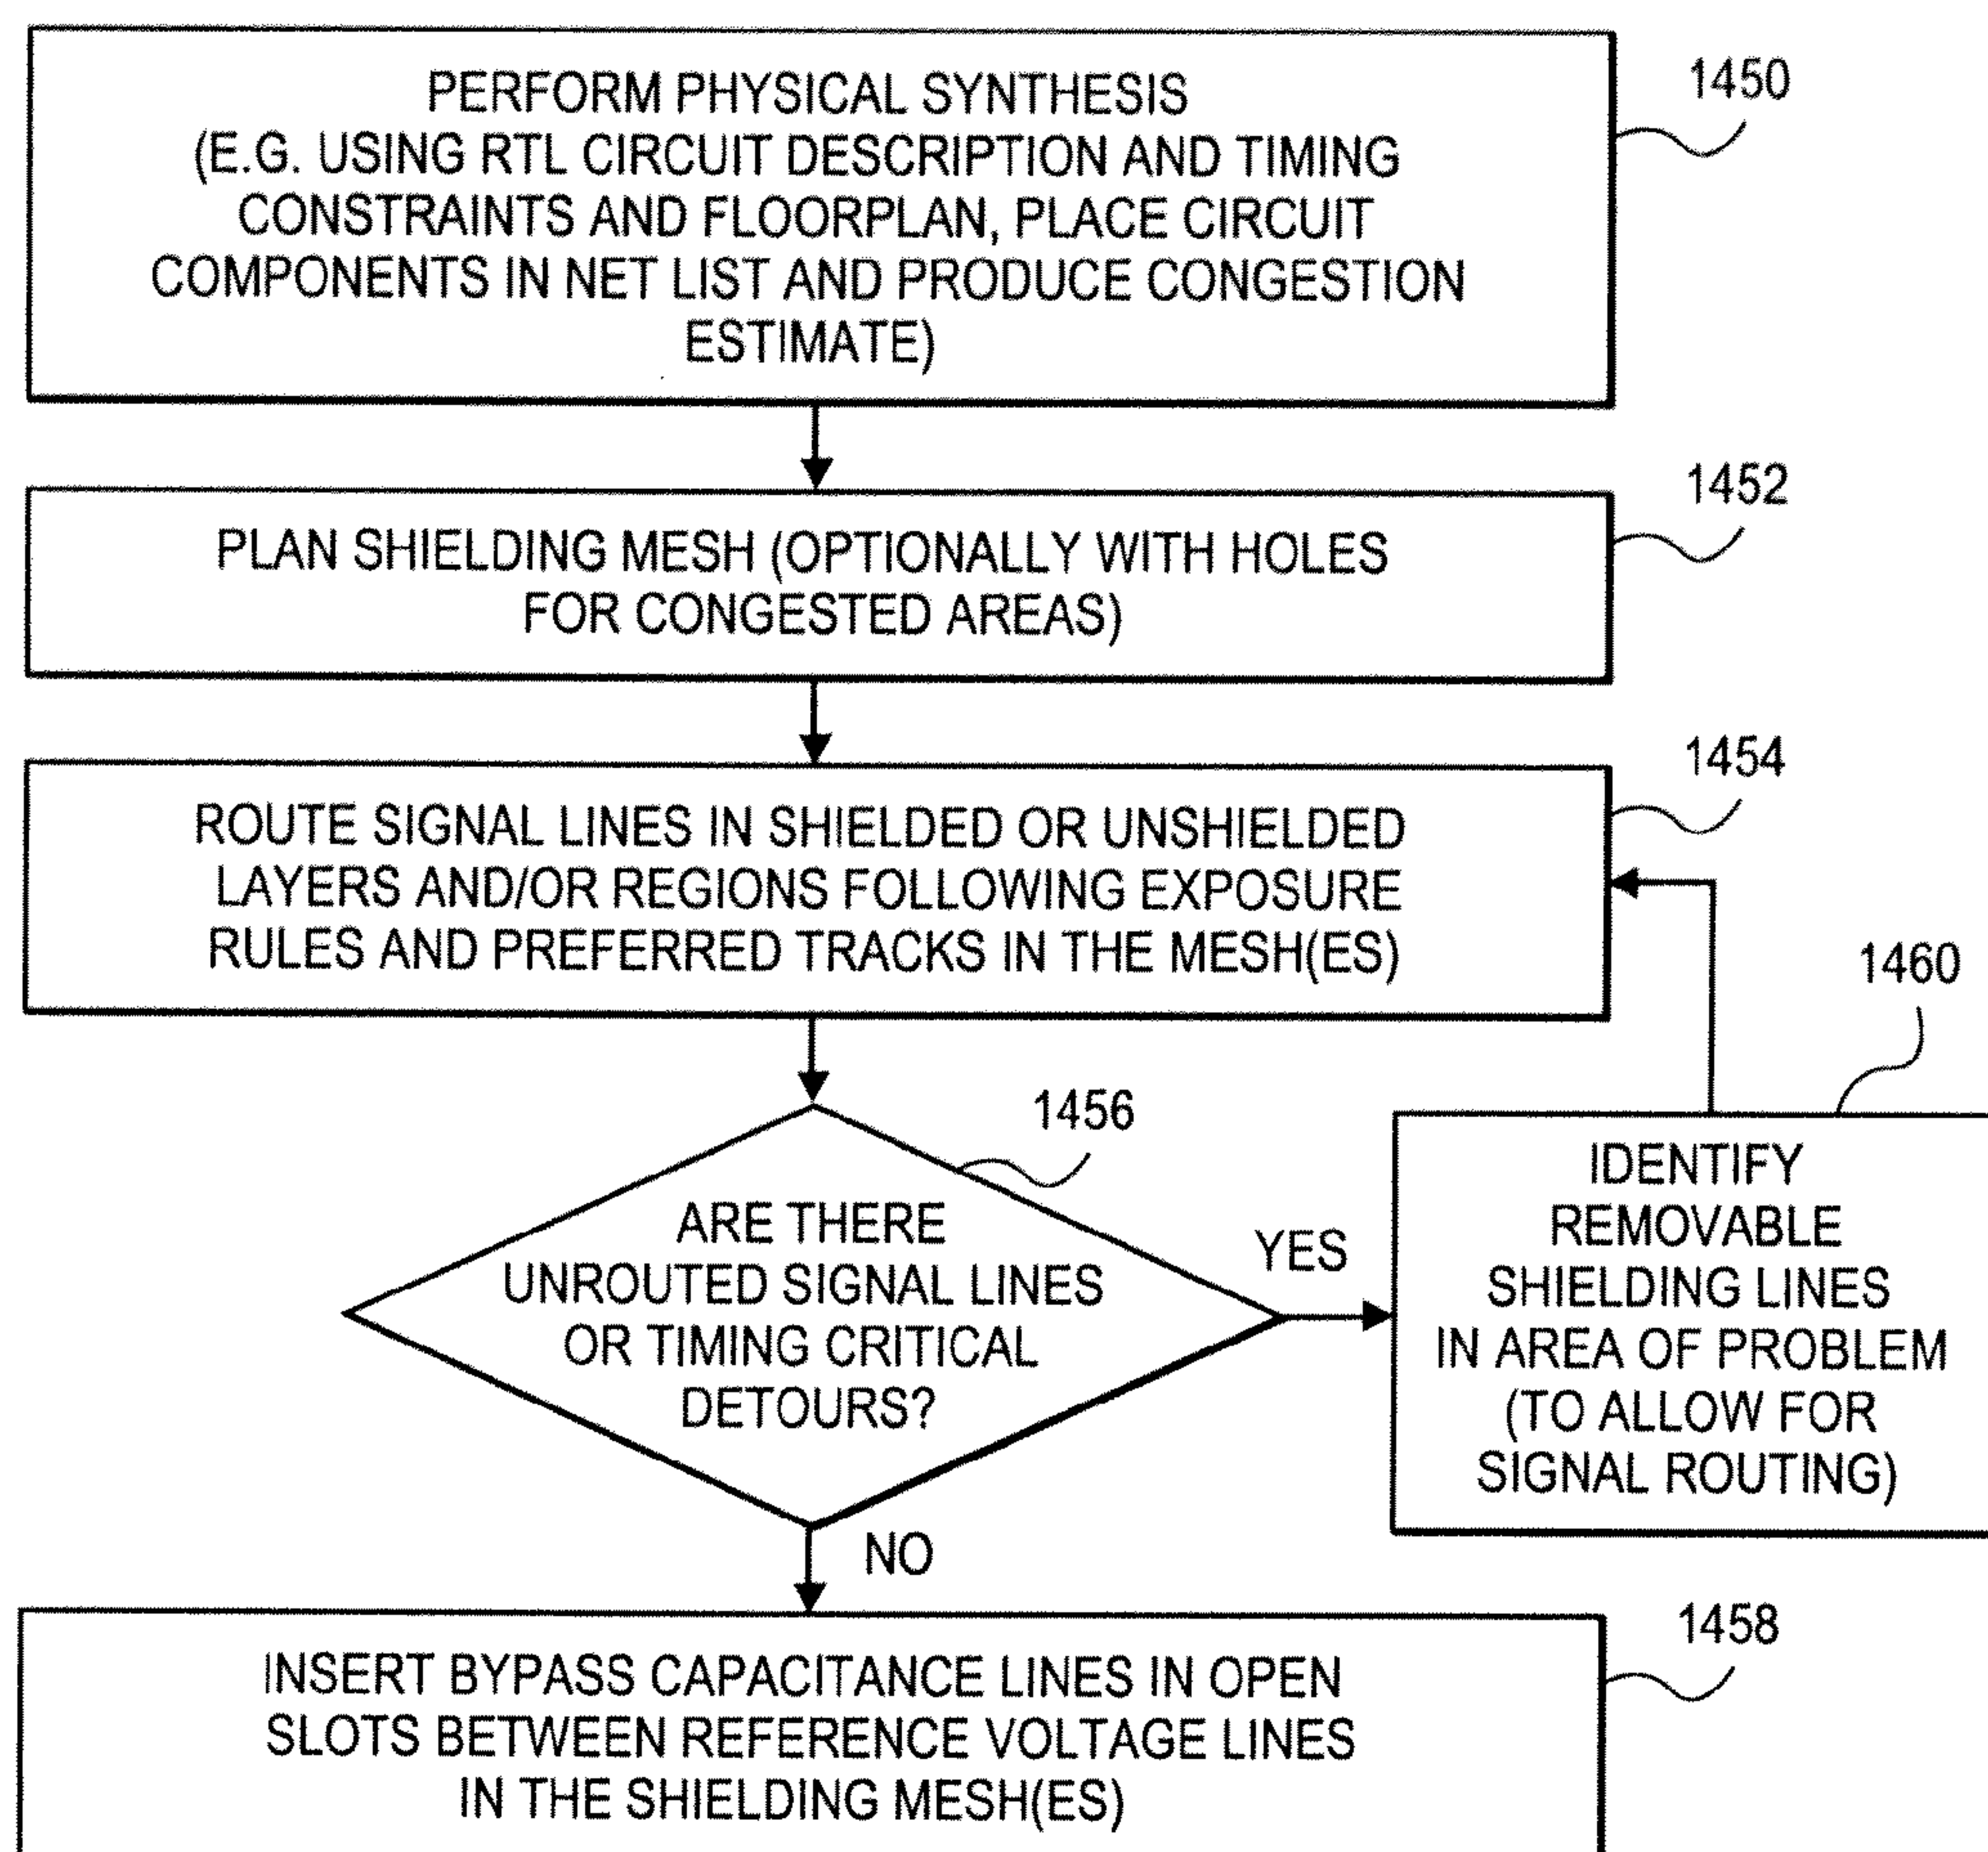 PERFORM PHYSICAL SYNTHESIS
(E.G. USING RTL CIRCUIT DESCRIPTION AND TIMING
CONSTRAINTS AND FLOORPLAN, PLACE CIRCUIT
COMPONENTS IN NET LIST AND PRODUCE CONGESTION
ESTIMATE)
1450
PLAN SHIELDING MESH (OPTIONALLY WITH HOLES
FOR CONGESTED AREAS)
1452
ROUTE SIGNAL LINES IN SHIELDED OR UNSHIELDED
LAYERS AND/OR REGIONS FOLLOWING EXPOSURE
RULES AND PREFERRED TRACKS IN THE MESH(ES)
1454
ARE THERE
UNROUTED SIGNAL LINES
OR TIMING CRITICAL
DETOURS?
1456
YES
IDENTIFY
REMOVABLE
SHIELDING LINES
IN AREA OF PROBLEM
(TO ALLOW FOR
SIGNAL ROUTING)
1460
NO
INSERT BYPASS CAPACITANCE LINES IN OPEN
SLOTS BETWEEN REFERENCE VOLTAGE LINES
IN THE SHIELDING MESH(ES)
1458